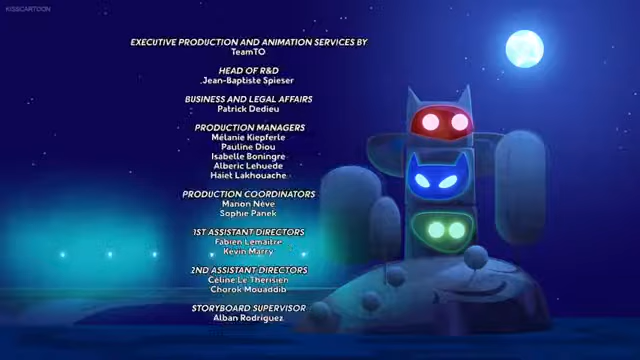 KISSCARTOON
EXECUTIVE PRODUCTION AND ANIMATION SERVICES BY
TeamTO
HEAD OF R&D
Jean-Baptiste Spieser
BUSINESS AND LEGAL AFFAIRS
Patrick Dedieu
PRODUCTION MANAGERS
Mélanie Kiepferle
Pauline Diou
Isabelle Boningre
Alberic Lehuede
Haiet Lakhouache
PRODUCTION COORDINATORS
Manon Nève
Sophie Panek
1ST ASSISTANT DIRECTORS
Fabien Lemaitre
Kevin Marry
2ND ASSISTANT DIRECTORS
Céline Le Thérisien
Chorok Mouaddib
STORYBOARD SUPERVISOR
Alban Rodriguez